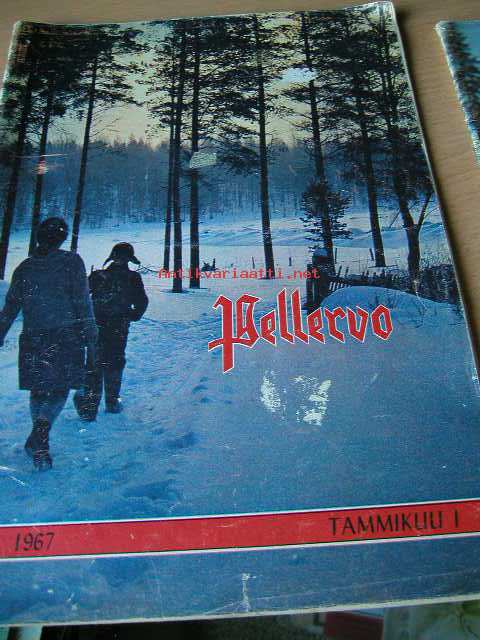 Antikvariaatti.net
Pellervo
1967 TAMMIKUU I